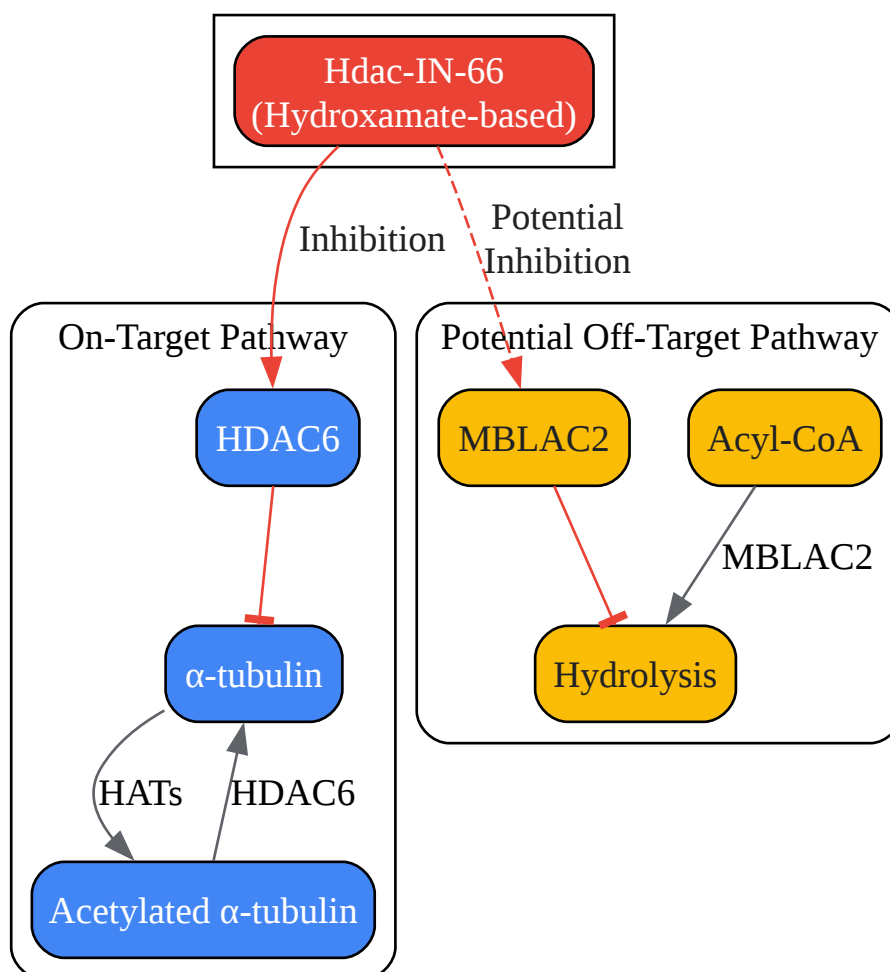 Hdac-IN-66
(Hydroxamate-based)
Inhibition
Potential
Inhibition
On-Target Pathway
Potential Off-Target Pathway
HDAC6
MBLAC2
Acyl-CoA
MBLAC2
α-tubulin
Hydrolysis
HATs
HDAC6
Acetylated α-tubulin